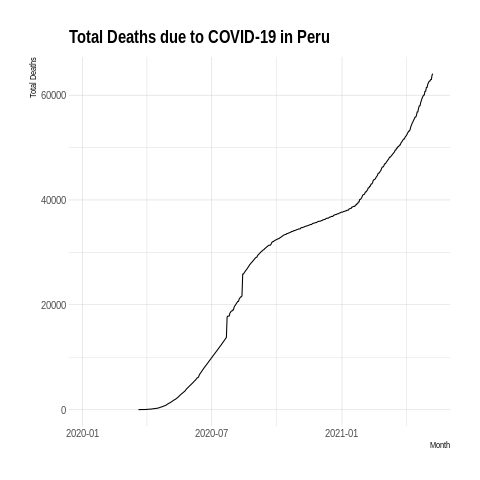 Total Deaths due to COVID-19 in Peru
Total Deaths
60000
40000
20000
0
2020-01 2020-07 2021-01
Month